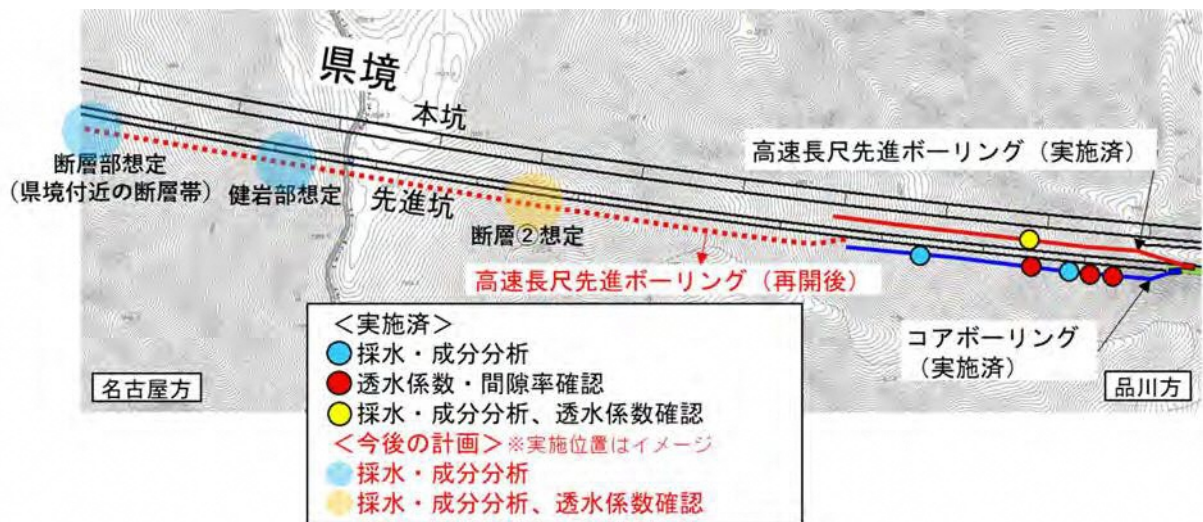 県境
本坑
高速長尺先進ボーリング（実施済）
断層部想定
（県境付近の断層帯）
健岩部想定
先進坑
断層②想定
高速長尺先進ボーリング（再開後）
コアボーリング
（実施済）
名古屋方
品川方
＜実施済＞
採水・成分分析
透水係数・間隙率確認
採水・成分分析、透水係数確認
＜今後の計画＞※実施位置はイメージ
採水・成分分析
採水・成分分析、透水係数確認